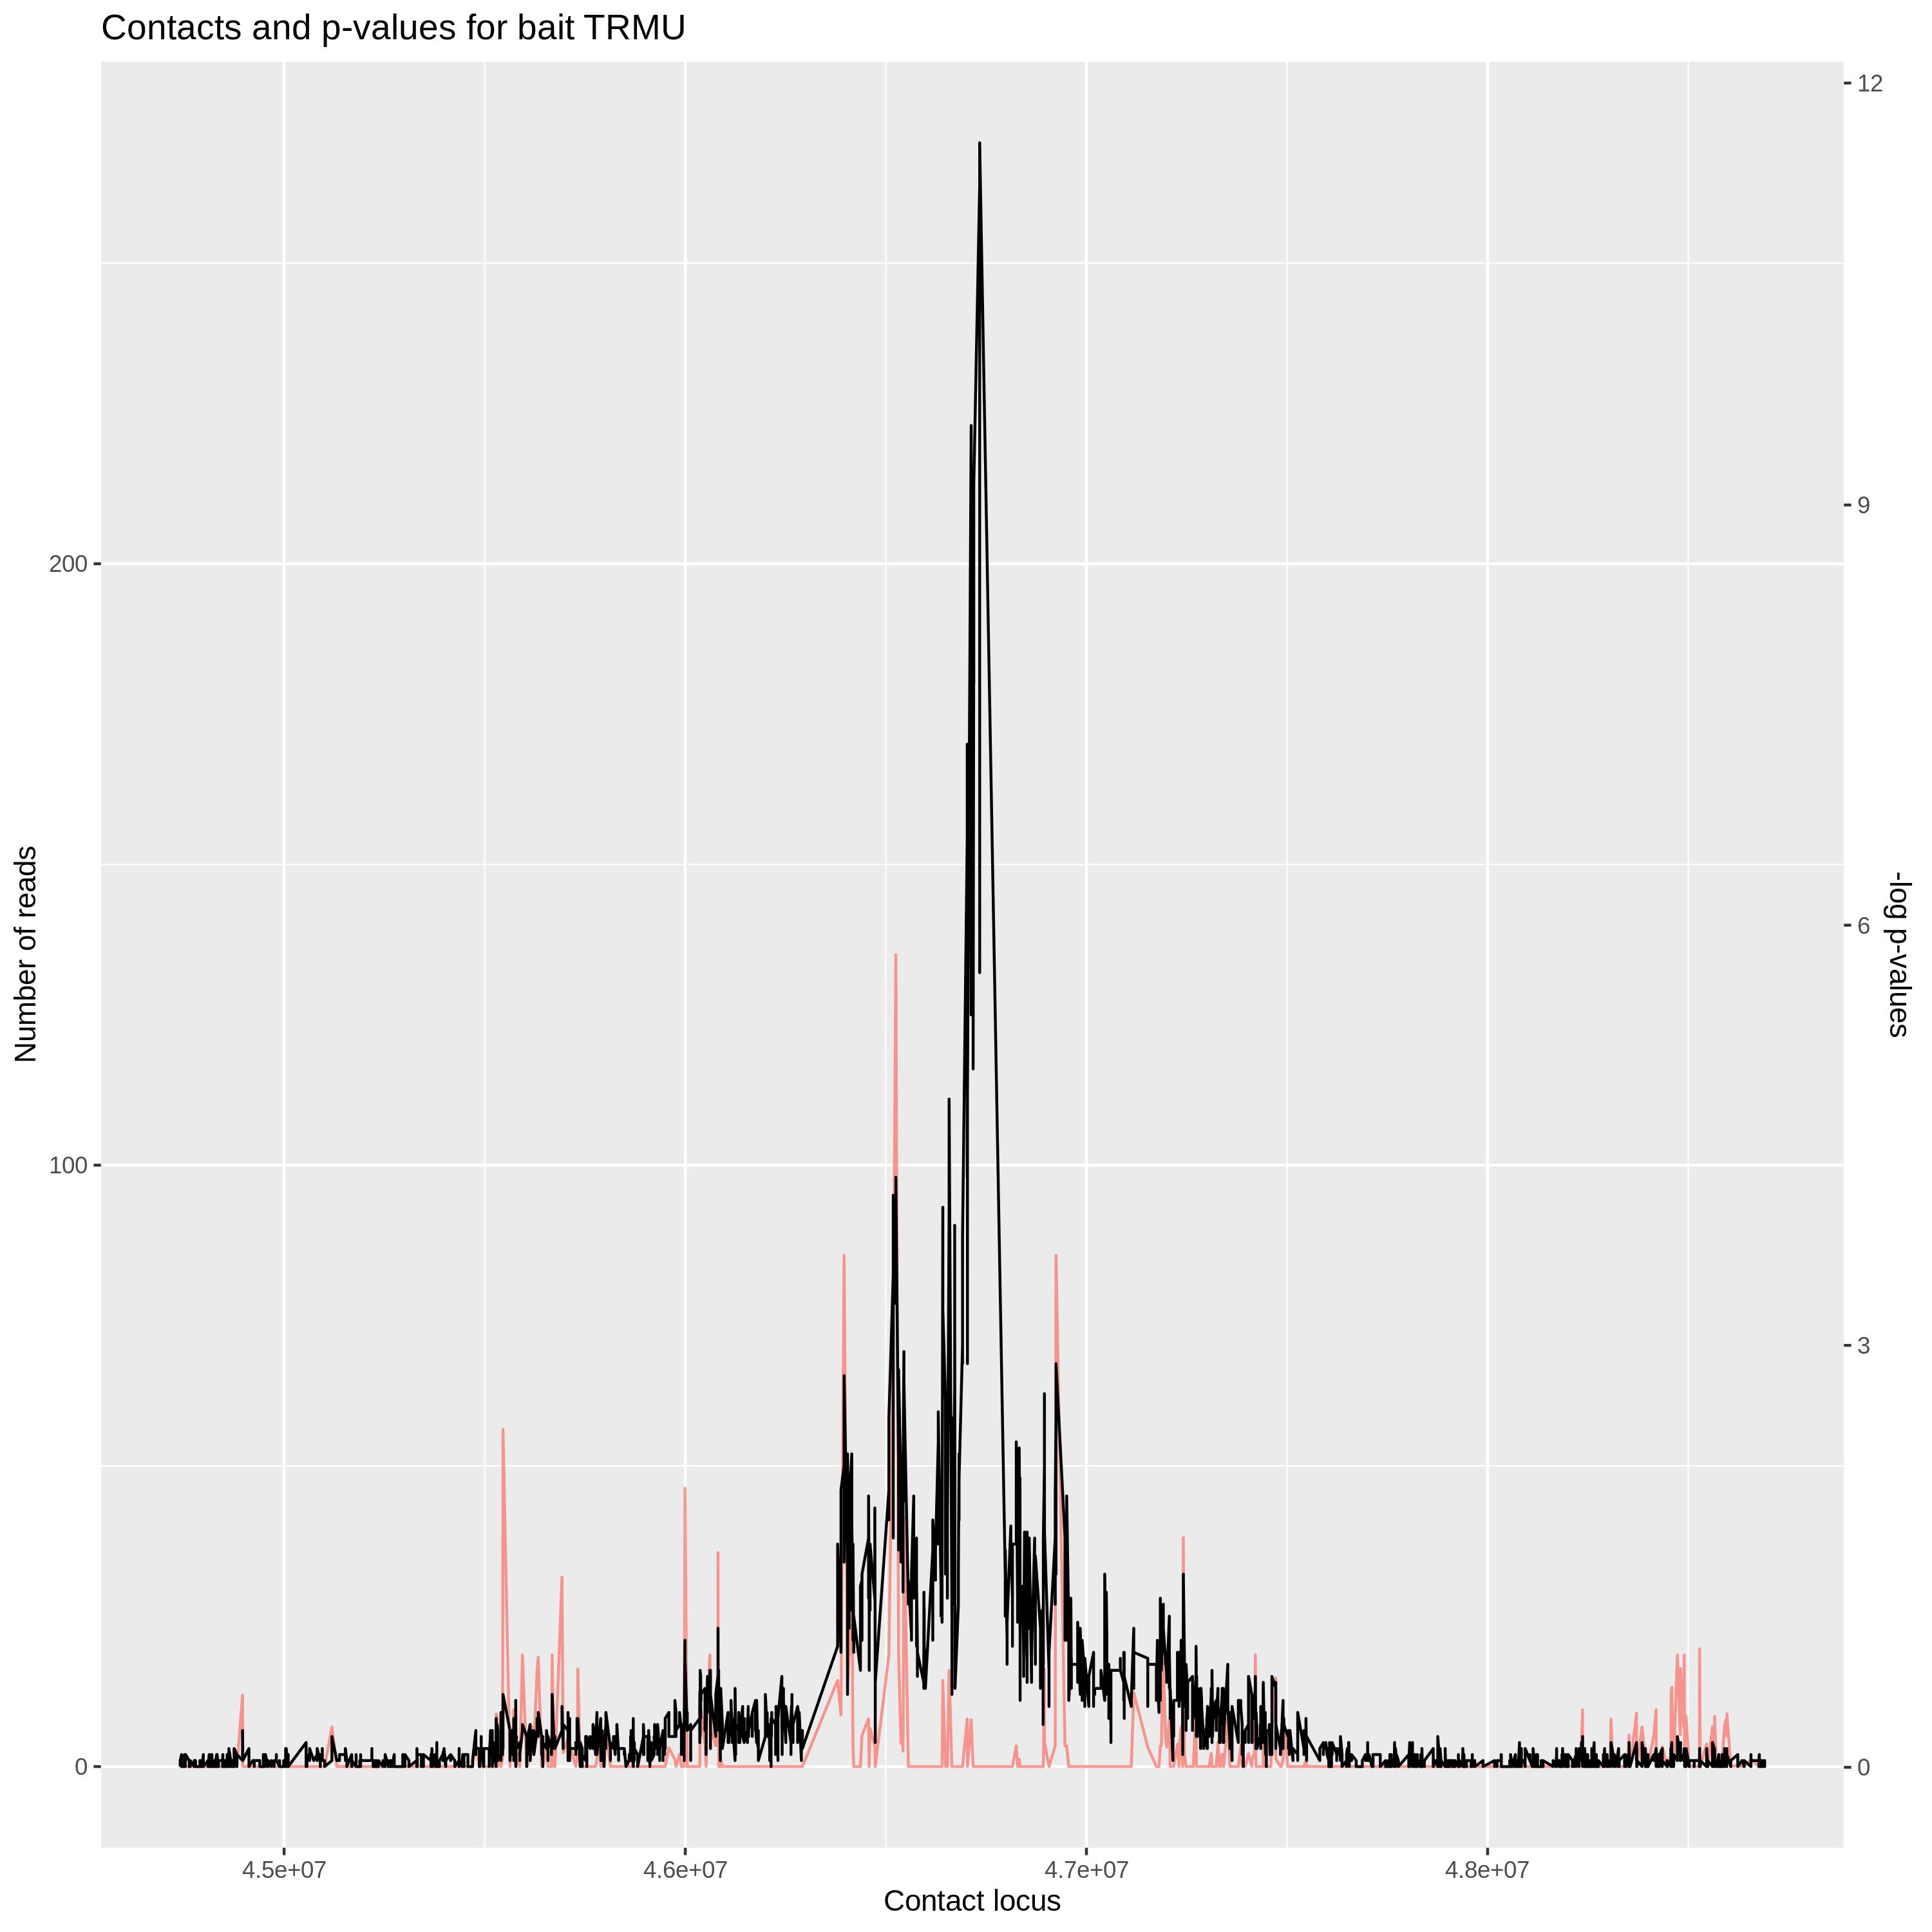 Contacts and p-values for bait TRMU
12
9
200
6
Number of reads
-log p-values
100
3
0
0
4.5e+07
4.6e+07
4.7e+07
4.8e+07
Contact locus